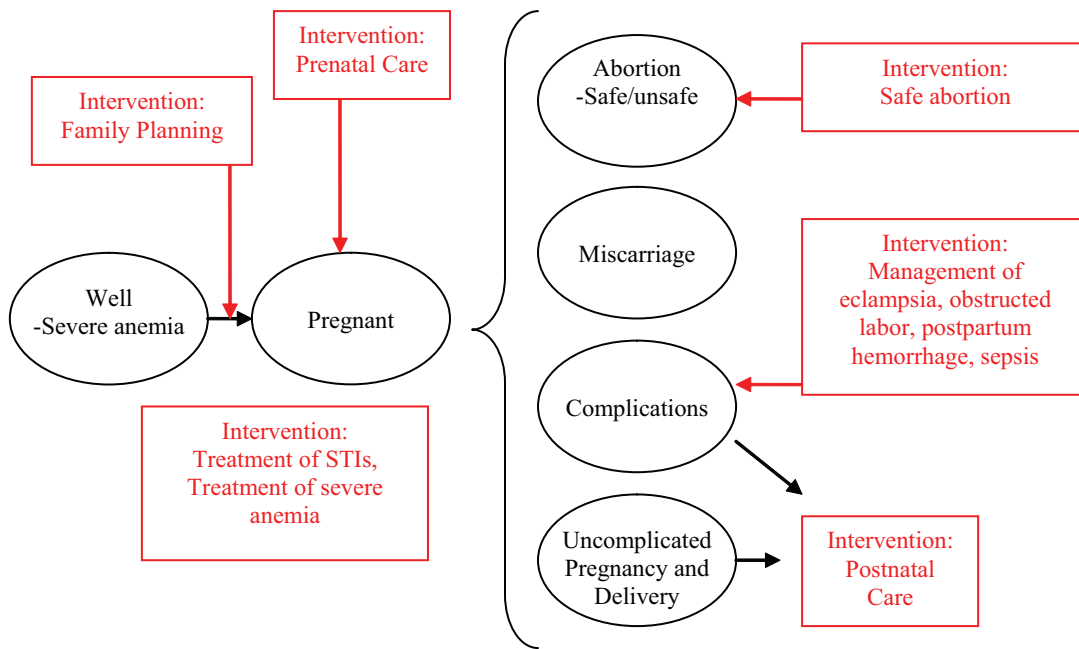 Intervention:
Prenatal Care
Intervention:
Family Planning
Well
-Severe anemia
Pregnant
Intervention:
Treatment of STIs,
Treatment of severe
anemia
Abortion
-Safe/unsafe
Intervention:
Safe abortion
Miscarriage
Intervention:
Management of
eclampsia, obstructed
labor, postpartum
hemorrhage, sepsis
Complications
Uncomplicated
Pregnancy and
Delivery
Intervention:
Postnatal
Care